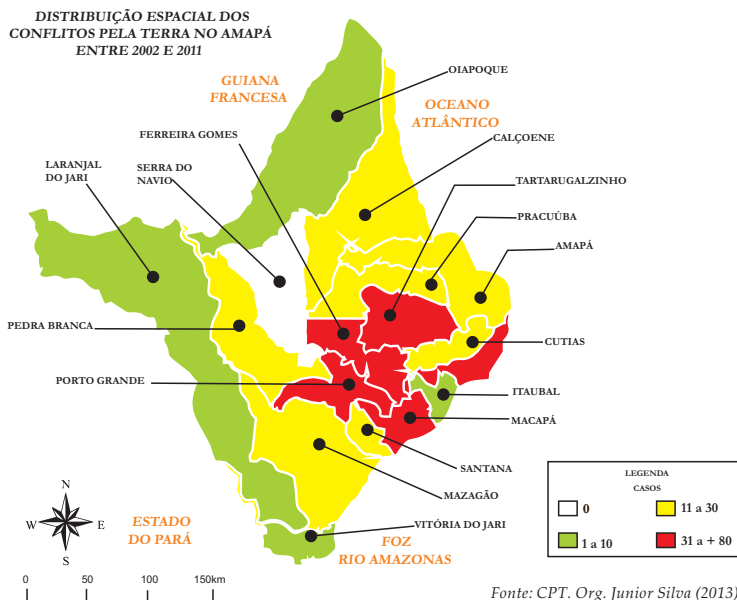 DISTRIBUIÇÃO ESPACIAL DOS
CONFLITOS PELA TERRA NO AMAPÁ
ENTRE 2002 E 2011
GUIANA
FRANCESA
OIAPOQUE
OCEANO
ATLÂNTICO
FERREIRA GOMES
CALÇOENE
LARANJAL
DO JARI
SERRA DO
NAVIO
TARTARUGALZINHO
PRACUÚBA
AMAPÁ
PEDRA BRANCA
CUTIAS
PORTO GRANDE
ITAUBAL
MACAPÁ
SANTANA
MAZAGÃO
VITÓRIA DO JARI
ESTADO
DO PARÁ
FOZ
RIO AMAZONAS
N
W E
S
LEGENDA
CASOS
0
11 a 30
1 a 10
31 a + 80
0 50 100 150km
Fonte: CPT. Org. Junior Silva (2013)